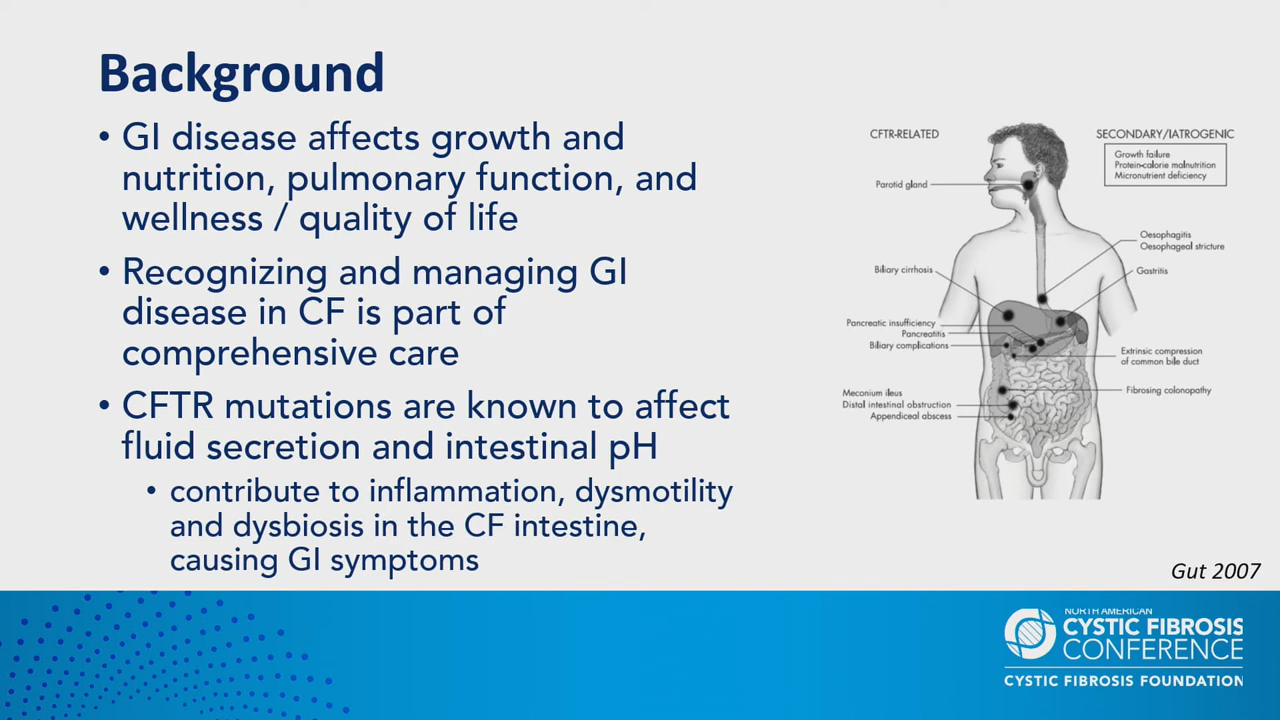 Background
• GI disease affects growth and
nutrition, pulmonary function, and
wellness / quality of life
• Recognizing and managing GI
disease in CF is part of
comprehensive care
• CFTR mutations are known to affect
fluid secretion and intestinal pH
• contribute to inflammation, dysmotility
and dysbiosis in the CF intestine,
causing GI symptoms
CFTR-RELATED
Parotid gland
Biliary cirrhosis
Pancreatic insufficiency
Pancreatitis
Biliary complications
Meconium ileus
Distal intestinal obstruction
Appendiceal abscess
SECONDARY/IATROGENIC
Growth failure
Protein-calorie malnutrition
Micronutrient deficiency
Oesophagitis
Oesophageal stricture
Gastritis
Extrinsic compression
of common bile duct
Fibrosing colonopathy
Gut 2007
NORTH AMERICAN
CYSTIC FIBROSIS
CONFERENCE
CYSTIC FIBROSIS FOUNDATION